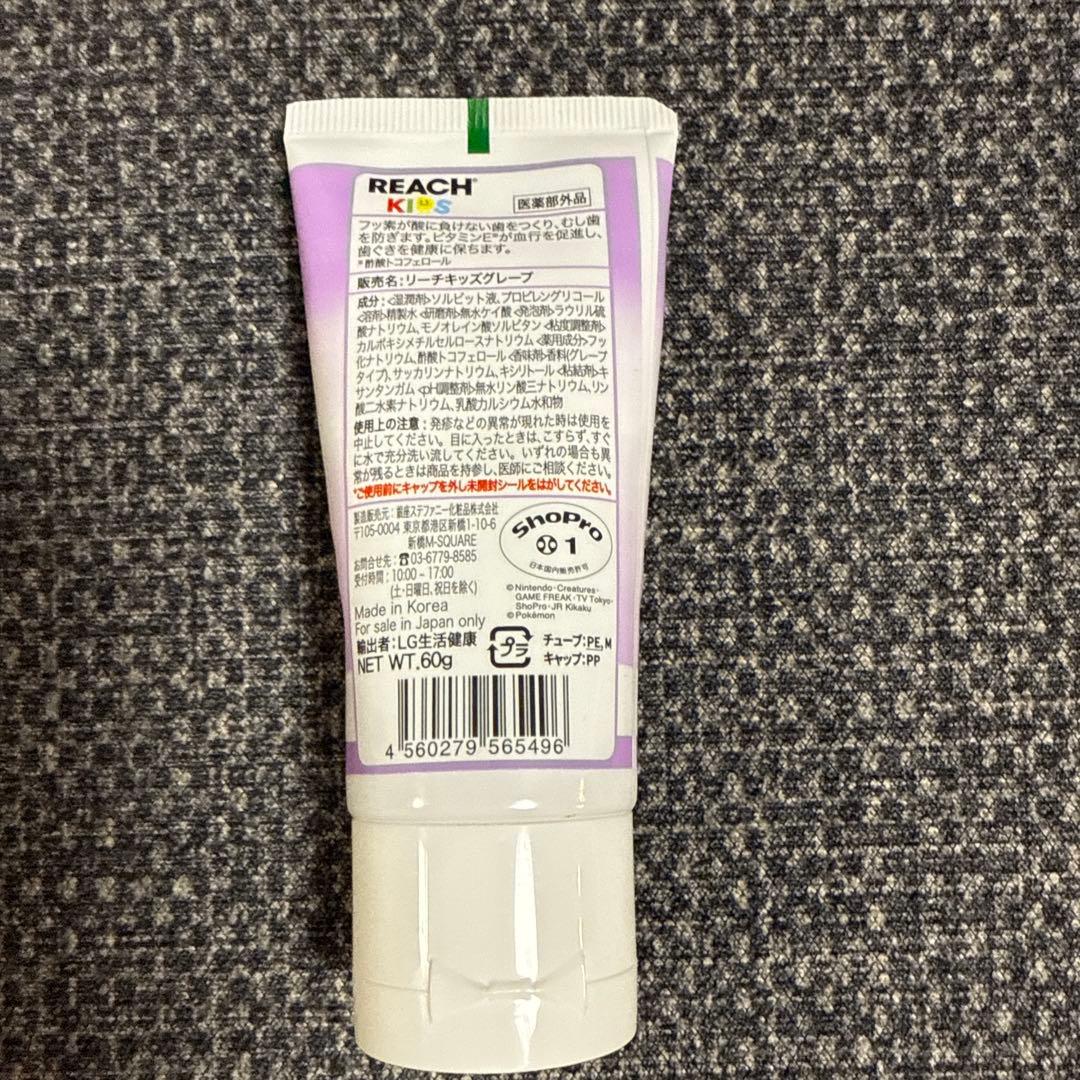 REACH®
KIDS
医薬部外品
フッ素が酸に負けない歯をつくり、むし歯
を防ぎます。ビタミンE*が血行を促進し、
歯ぐきを健康に保ちます。
*酢酸トコフェロール
販売名:リーチキッズグレープ
成分:<湿潤剤>ソルビット液、プロピレングリコール
<溶剤>精製水 <研磨剤>無水ケイ酸 <発泡剤>ラウリル硫
酸ナトリウム、モノオレイン酸ソルビタン <粘度調整剤>
カルボキシメチルセルロースナトリウム <薬用成分>フッ
化ナトリウム、酢酸トコフェロール <香味剤>香料(グレープ
タイプ)、サッカリンナトリウム、キシリトール <粘結剤>キ
サンタンガム <pH調整剤>無水リン酸三ナトリウム、リン
酸二水素ナトリウム、乳酸カルシウム水和物
使用上の注意:発疹などの異常が現れた時は使用を
中止してください。目に入ったときは、こすらず、すぐ
に水で充分洗い流してください。いずれの場合も異
常が残るときは商品を持参し、医師にご相談ください。
*ご使用前にキャップを外し未開封シールをはがしてください。
製造販売元:銀座ステファニー化粧品株式会社
〒105-0004 東京都港区新橋1-10-6
新橋M-SQUARE
お問合せ先:☎03-6779-8585
受付時間:10:00~17:00
(土・日曜日、祝日を除く)
Made in Korea
For sale in Japan only
輸出者:LG生活健康
NET WT.60g
ShoPro
1
日本国内販売許可
©Nintendo・Creatures・
GAME FREAK・TV Tokyo・
ShoPro・JR Kikaku
©Pokémon
プラ
チューブ:PE,M
キャップ:PP
4 560279 565496